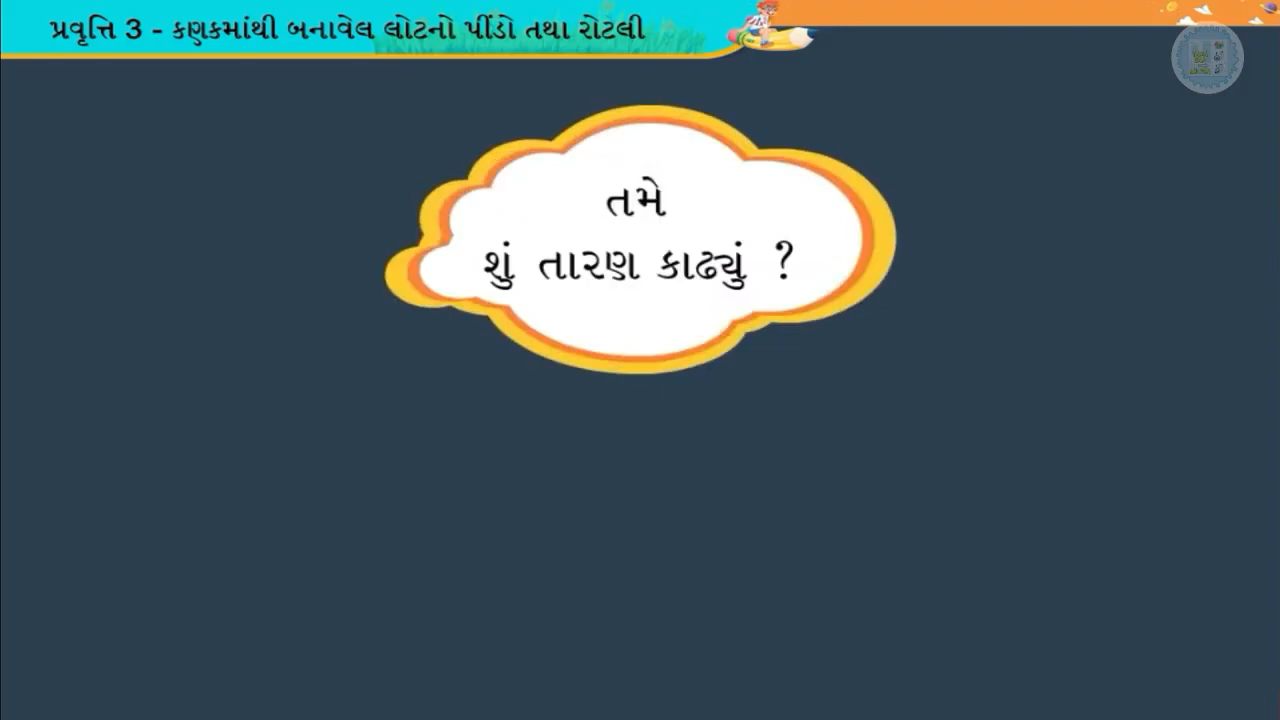 પ્રવૃત્તિ 3 - કણકમાંથી બનાવેલ લોટનો પીંડો તથા રોટલી
તમે
શું તારણ કાઢ્યું ?